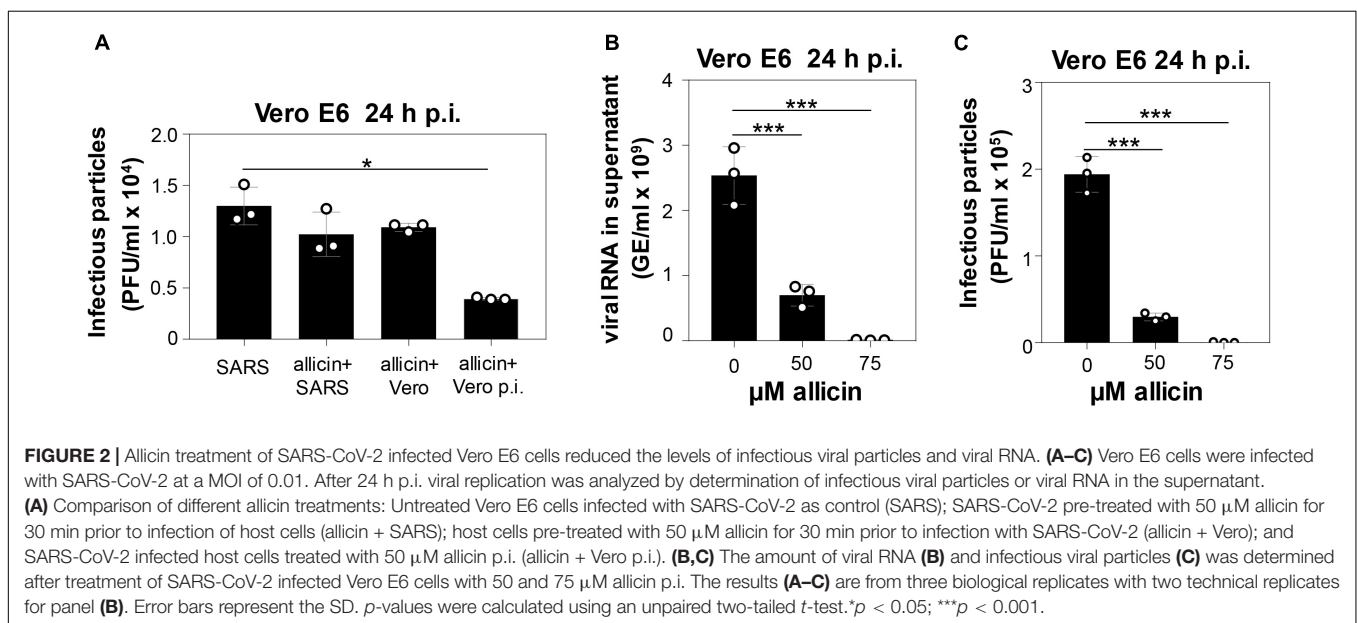 A
Vero E6 24 h p.i.
Infectious particles
(PFU/ml x 10⁴)
2.0
1.5
1.0
0.5
0
*
SARS
allicin+
SARS
allicin+
Vero
allicin+
Vero p.i.
B
Vero E6 24 h p.i.
viral RNA in supernatant
(GE/ml x 10⁹)
4
3
2
1
0
***
***
0
50
75
µM allicin
C
Vero E6 24 h p.i.
Infectious particles
(PFU/ml x 10⁵)
3
2
1
0
***
***
0
50
75
µM allicin
FIGURE 2 | Allicin treatment of SARS-CoV-2 infected Vero E6 cells reduced the levels of infectious viral particles and viral RNA. (A–C) Vero E6 cells were infected
with SARS-CoV-2 at a MOI of 0.01. After 24 h p.i. viral replication was analyzed by determination of infectious viral particles or viral RNA in the supernatant.
(A) Comparison of different allicin treatments: Untreated Vero E6 cells infected with SARS-CoV-2 as control (SARS); SARS-CoV-2 pre-treated with 50 µM allicin for
30 min prior to infection of host cells (allicin + SARS); host cells pre-treated with 50 µM allicin for 30 min prior to infection with SARS-CoV-2 (allicin + Vero); and
SARS-CoV-2 infected host cells treated with 50 µM allicin p.i. (allicin + Vero p.i.). (B,C) The amount of viral RNA (B) and infectious viral particles (C) was determined
after treatment of SARS-CoV-2 infected Vero E6 cells with 50 and 75 µM allicin p.i. The results (A–C) are from three biological replicates with two technical replicates
for panel (B). Error bars represent the SD. p-values were calculated using an unpaired two-tailed t-test.*p < 0.05; ***p < 0.001.